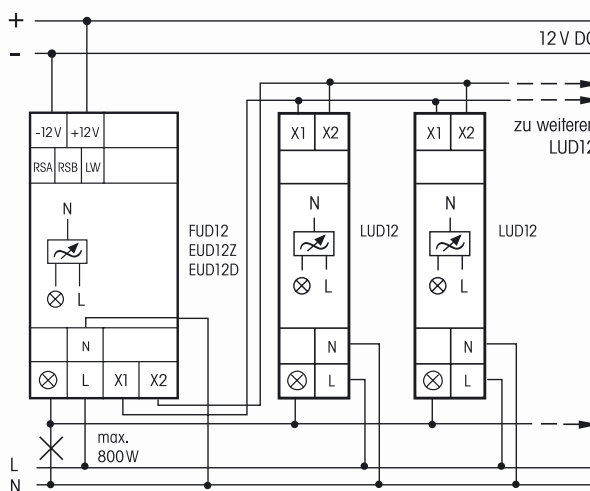 +
12 V DC
-
-12V +12V
RSA RSB LW
N
L
N
L X1 X2
FUD12
EUD12Z
EUD12D
X1 X2
N
L
N
L
LUD12
X1 X2
N
L
N
L
LUD12
zu weiteren
LUD12
max.
800W
L
N